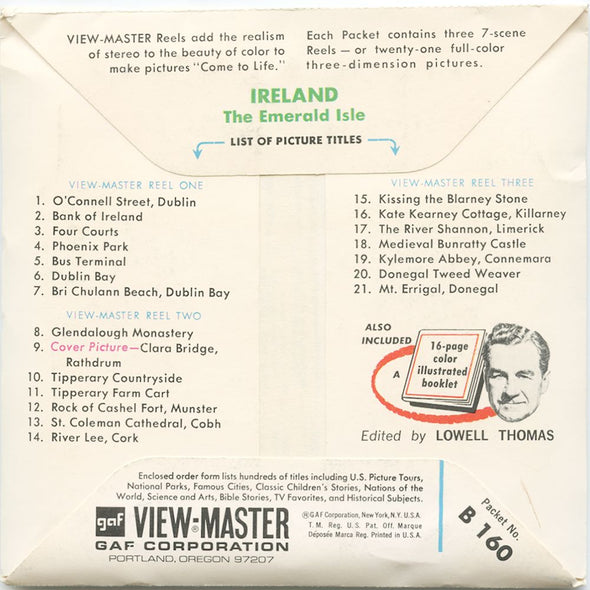 VIEW-MASTER Reels add the realism
of stereo to the beauty of color to
make pictures "Come to Life."
Each Packet contains three 7-scene
Reels — or twenty-one full-color
three-dimension pictures.
IRELAND
The Emerald Isle
LIST OF PICTURE TITLES
VIEW-MASTER REEL ONE
1. O'Connell Street, Dublin
2. Bank of Ireland
3. Four Courts
4. Phoenix Park
5. Bus Terminal
6. Dublin Bay
7. Bri Chulann Beach, Dublin Bay
VIEW-MASTER REEL TWO
8. Glendalough Monastery
9. Cover Picture—Clara Bridge,
Rathdrum
10. Tipperary Countryside
11. Tipperary Farm Cart
12. Rock of Cashel Fort, Munster
13. St. Coleman Cathedral, Cobh
14. River Lee, Cork
VIEW-MASTER REEL THREE
15. Kissing the Blarney Stone
16. Kate Kearney Cottage, Killarney
17. The River Shannon, Limerick
18. Medieval Bunratty Castle
19. Kylemore Abbey, Connemara
20. Donegal Tweed Weaver
21. Mt. Errigal, Donegal
ALSO
INCLUDED
A
16-page
color
illustrated
booklet
Edited by LOWELL THOMAS
Enclosed order form lists hundreds of titles including U.S. Picture Tours,
National Parks, Famous Cities, Classic Children's Stories, Nations of the
World, Science and Arts, Bible Stories, TV Favorites, and Historical Subjects.
gaf VIEW-MASTER
GAF CORPORATION
PORTLAND, OREGON 97207
®GAF Corporation, New York, N.Y. U.S.A.
T. M. Reg. U.S. Pat. Off. Marque
Déposée Marca Reg. Printed in U.S.A.
Packet No.
B 160